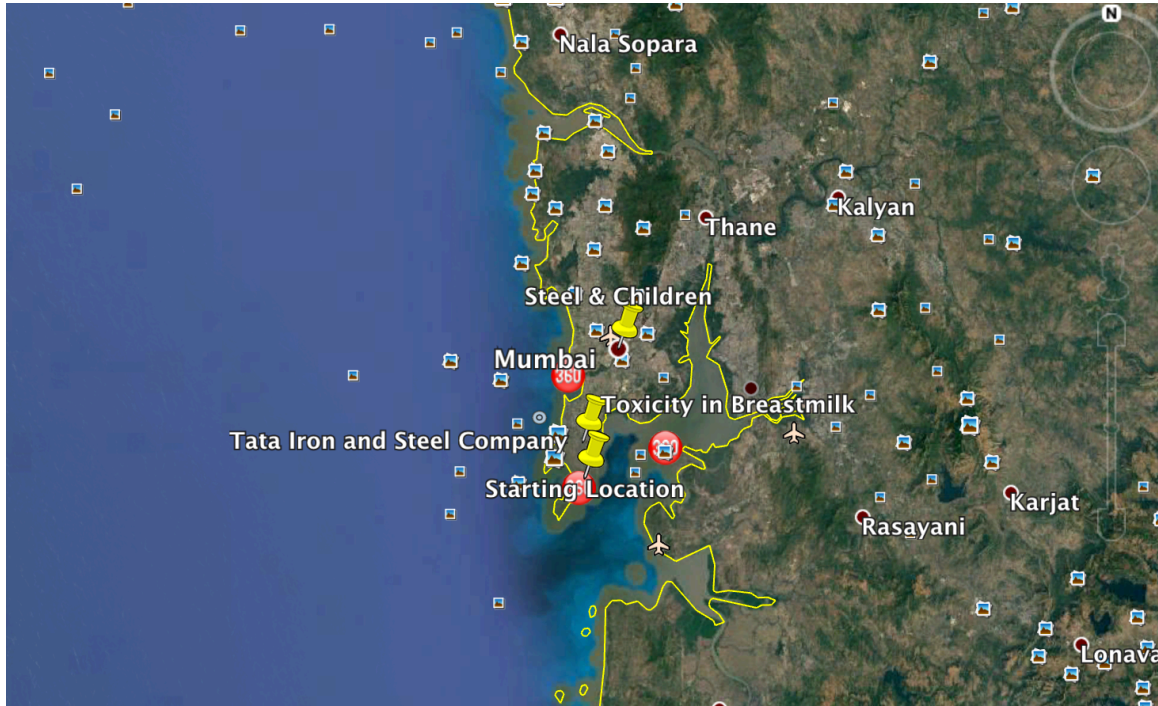 N
Nala Sopara
Kalyan
Thane
Steel & Children
Mumbai
360
Toxicity in Breastmilk
Tata Iron and Steel Company
360
Starting Location
360
Karjat
Rasayani
Lonava